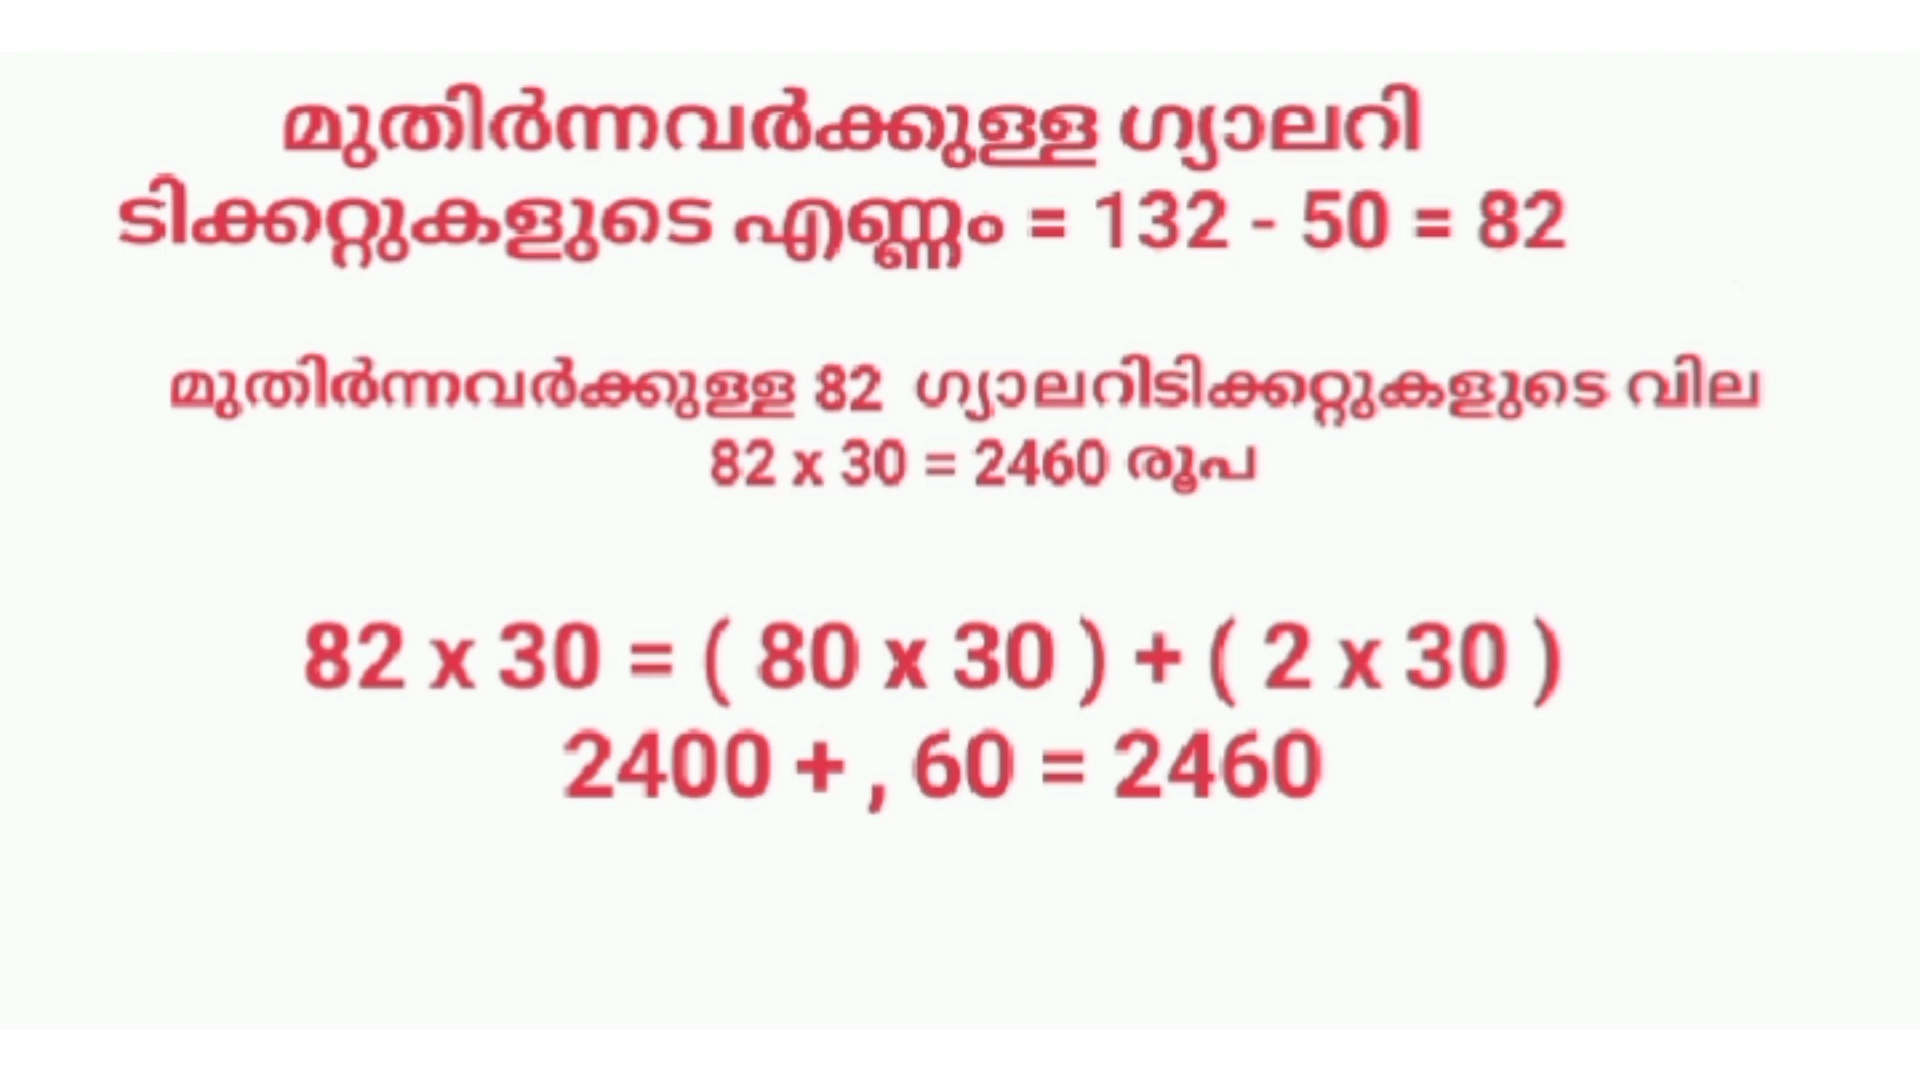 മുതിർന്നവർക്കുള്ള ഗ്യാലറി
ടിക്കറ്റുകളുടെ എണ്ണം = 132 - 50 = 82
മുതിർന്നവർക്കുള്ള 82 ഗ്യാലറിടിക്കറ്റുകളുടെ വില
82 x 30 = 2460 രൂപ
82 x 30 = ( 80 x 30 ) + ( 2 x 30 )
2400 + , 60 = 2460